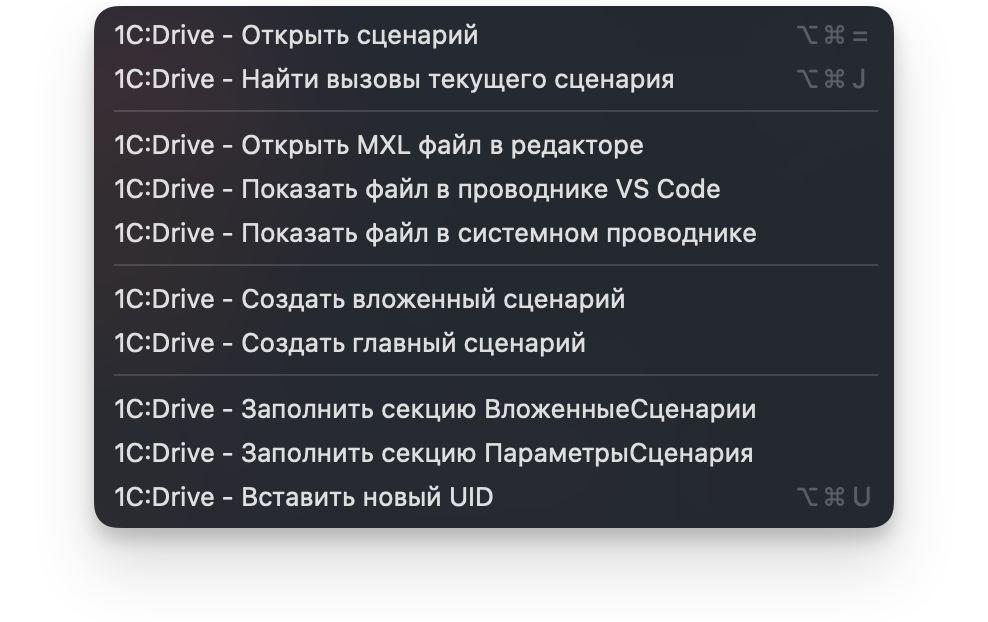 1C:Drive - Открыть сценарий ⌥⌘=
1C:Drive - Найти вызовы текущего сценария ⌥⌘J
1C:Drive - Открыть MXL файл в редакторе
1C:Drive - Показать файл в проводнике VS Code
1C:Drive - Показать файл в системном проводнике
1C:Drive - Создать вложенный сценарий
1C:Drive - Создать главный сценарий
1C:Drive - Заполнить секцию ВложенныеСценарии
1C:Drive - Заполнить секцию ПараметрыСценария
1C:Drive - Вставить новый UID ⌥⌘U